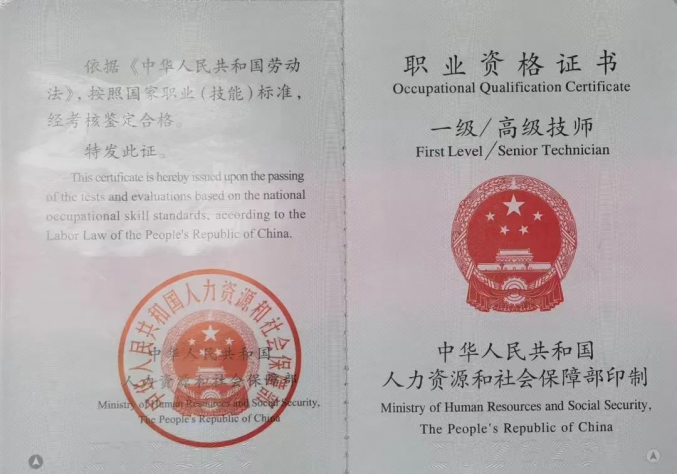 依据《中华人民共和国劳动
法》，按照国家职业（技能）标准，
经考核鉴定合格。
特发此证。
This certificate is hereby issued upon the passing
of the tests and evaluations based on the national
occupational skill standards, according to the
Labor Law of the People's Republic of China.
中华人民共和国人力资源和社会保障部
中华人民共和国
人力资源和社会保障部
Ministry of Human Resources and Social Security,
The People's Republic of China
职业资格证书
Occupational Qualification Certificate
一级/高级技师
First Level/Senior Technician
中华人民共和国
人力资源和社会保障部印制
Ministry of Human Resources and Social Security,
The People's Republic of China